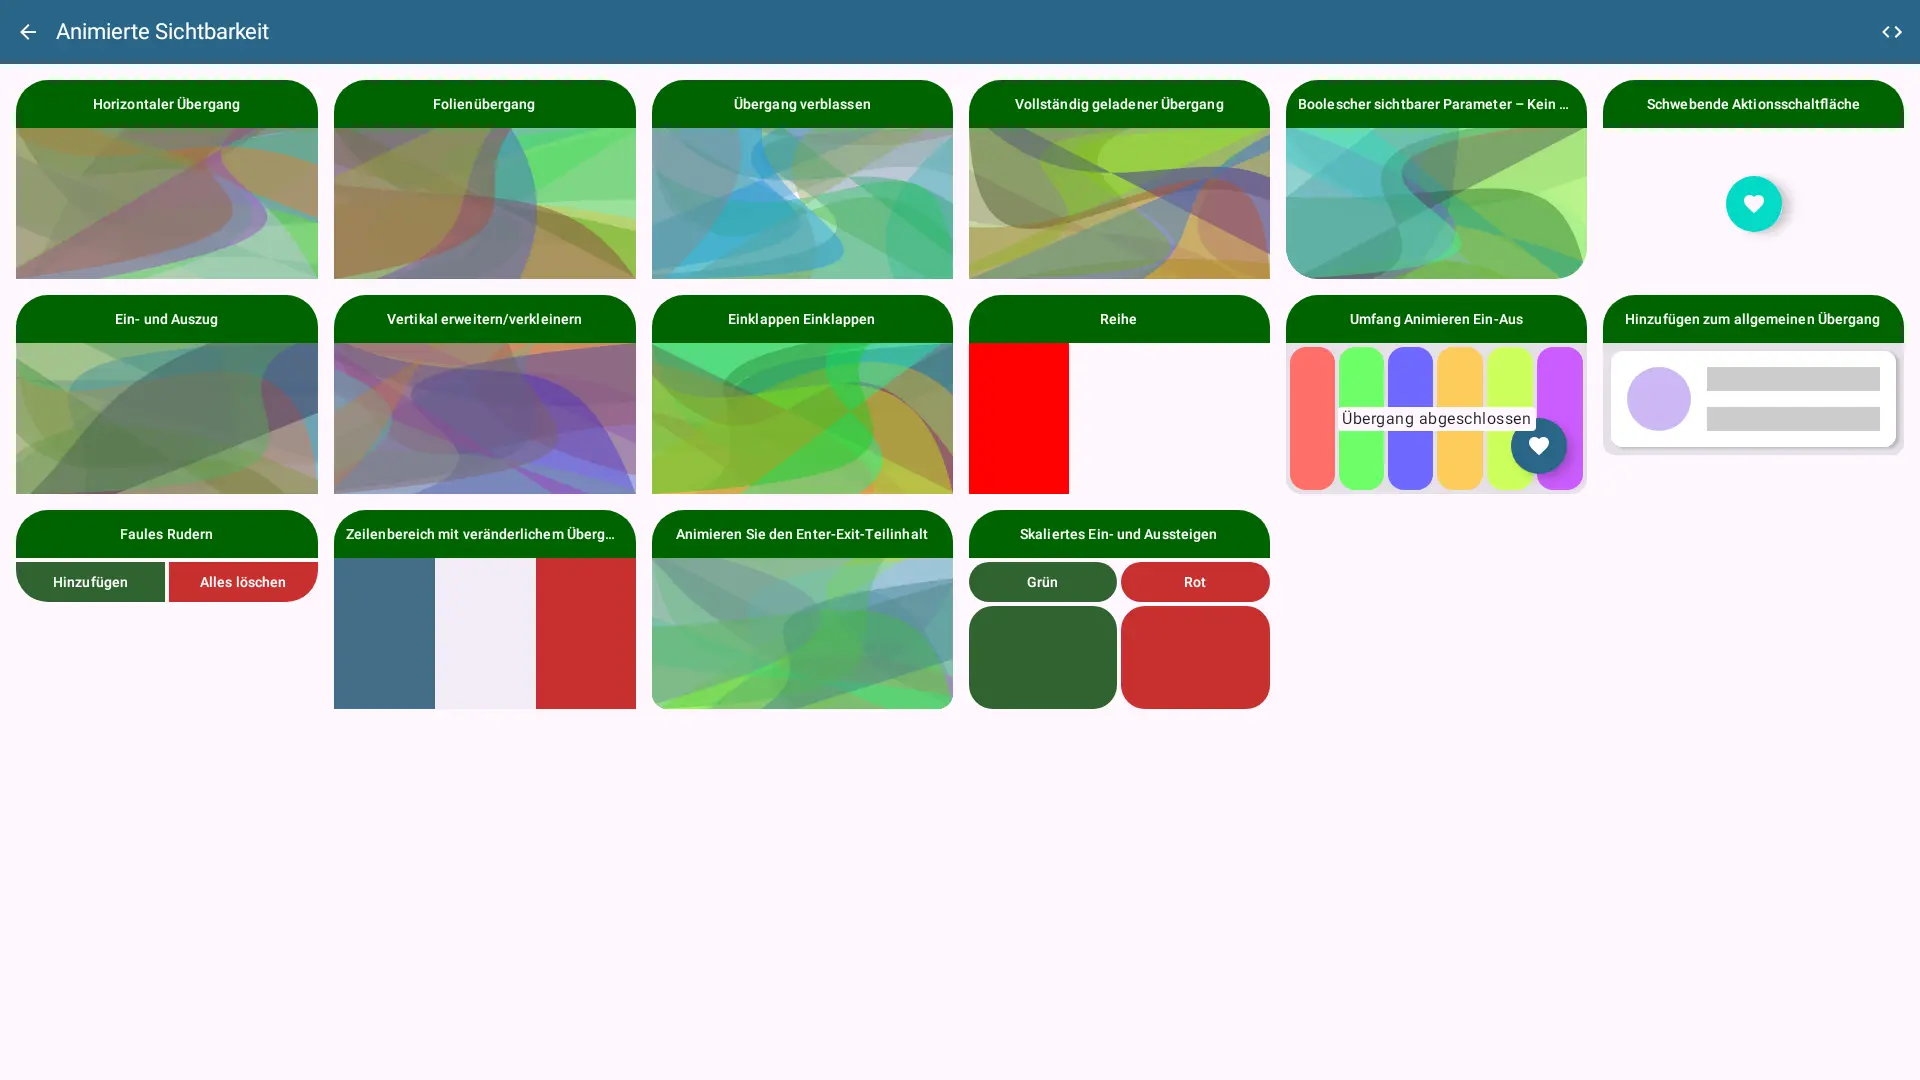 Animierte Sichtbarkeit
Horizontaler Übergang
Folienübergang
Übergang verblassen
Vollständig geladener Übergang
Boolescher sichtbarer Parameter – Kein ...
Schwebende Aktionsschaltfläche
Ein- und Auszug
Vertikal erweitern/verkleinern
Einklappen Einklappen
Reihe
Umfang Animieren Ein-Aus
Hinzufügen zum allgemeinen Übergang
Übergang abgeschlossen
Faules Rudern
Zeilenbereich mit veränderlichem Überg...
Animieren Sie den Enter-Exit-Teilinhalt
Skaliertes Ein- und Aussteigen
Hinzufügen
Alles löschen
Grün
Rot